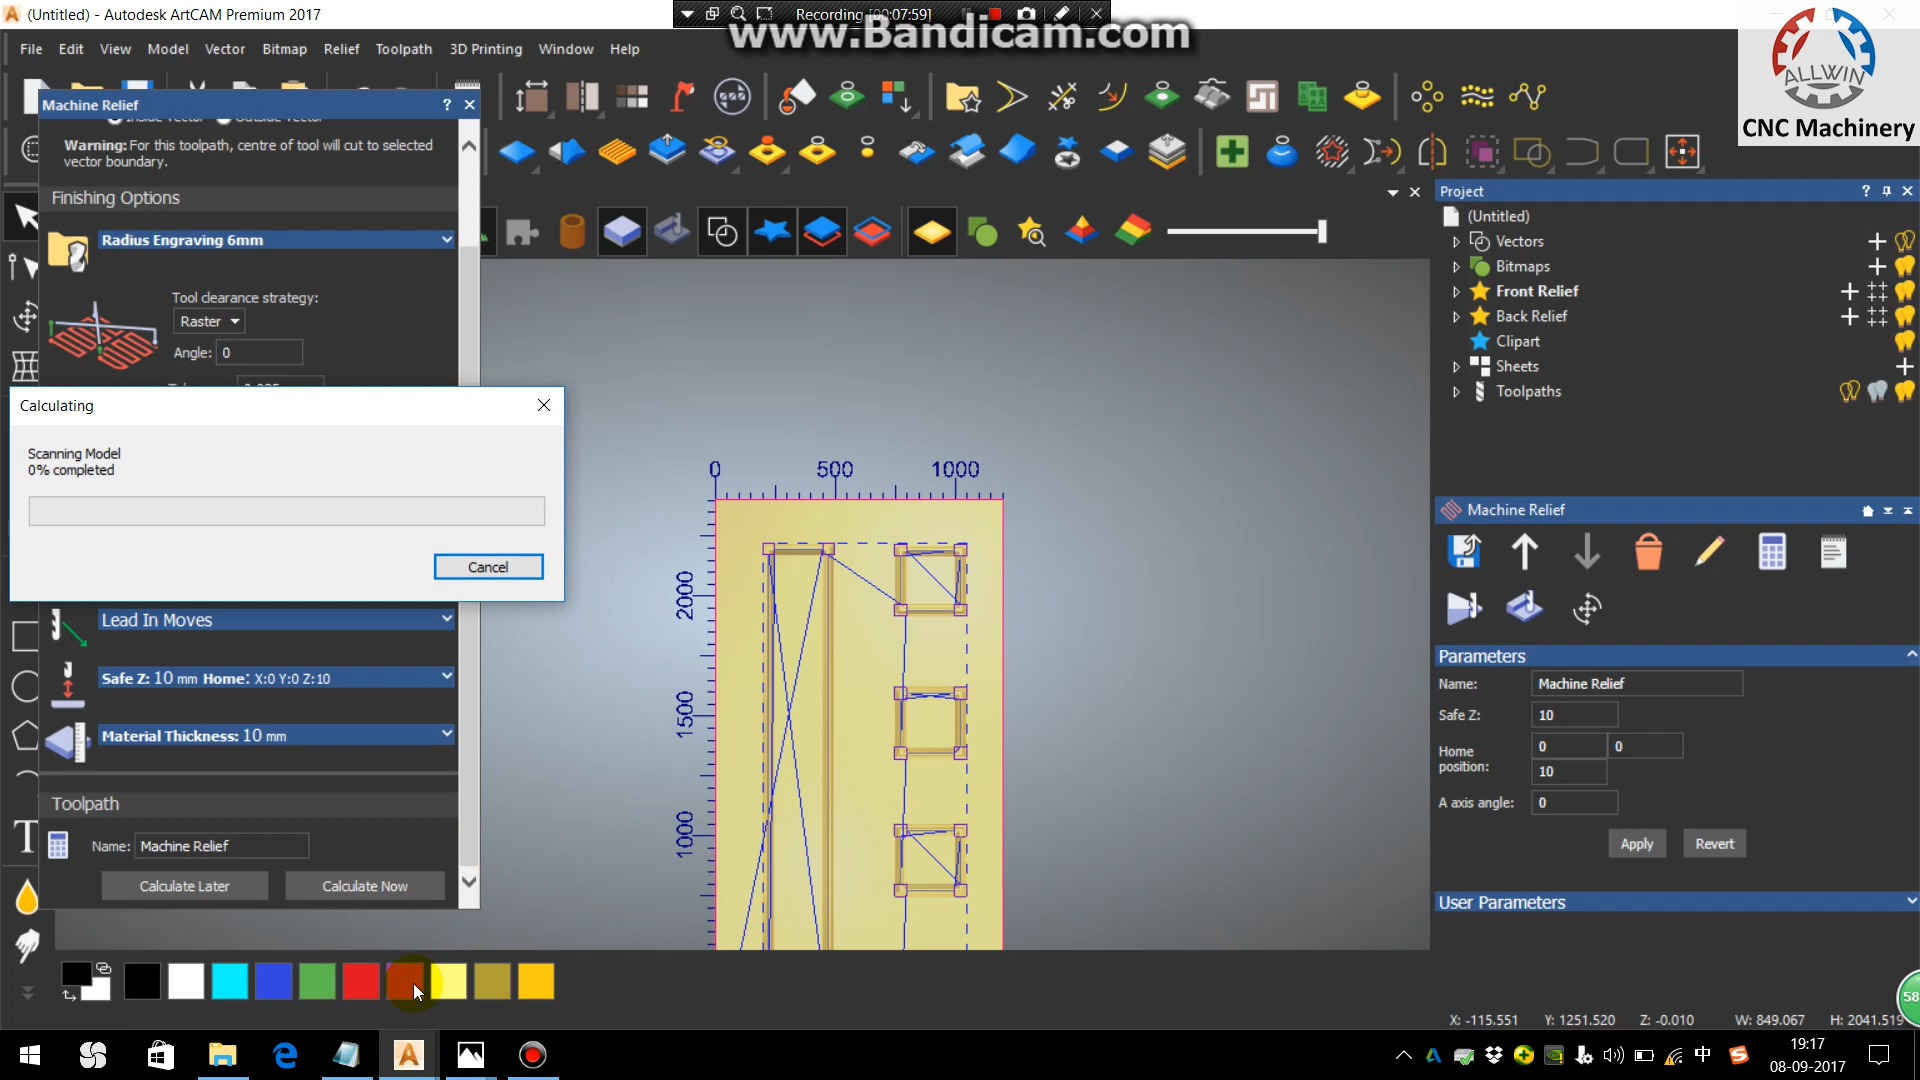 (Untitled) - Autodesk ArtCAM Premium 2017
Recording [00:07:59]
www.Bandicam.com
File Edit View Model Vector Bitmap Relief Toolpath 3D Printing Window Help
ALLWIN
CNC Machinery
Machine Relief ?
Inside Vector Outside Vector
Warning: For this toolpath, centre of tool will cut to selected
vector boundary.
Finishing Options
Radius Engraving 6mm
Tool clearance strategy:
Raster
Angle: 0
Calculating
Scanning Model
0% completed
Cancel
Lead In Moves
Safe Z: 10 mm Home: X:0 Y:0 Z:10
Material Thickness: 10 mm
Toolpath
Name: Machine Relief
Calculate Later Calculate Now
0 500 1000
2000
1500
1000
Project ?
(Untitled)
Vectors
Bitmaps
Front Relief
Back Relief
Clipart
Sheets
Toolpaths
Machine Relief
Parameters
Name: Machine Relief
Safe Z: 10
Home
position: 0 0
10
A axis angle: 0
Apply Revert
User Parameters
58
X: -115.551 Y: 1251.520 Z: -0.010 W: 849.067 H: 2041.519
中
19:17
08-09-2017